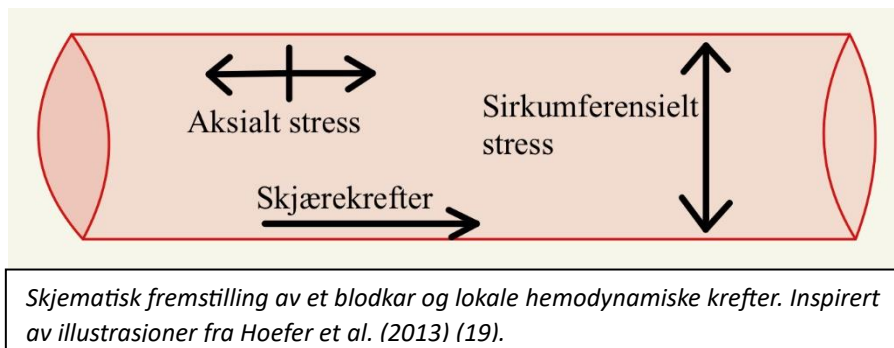 Aksialt stress
Sirkumferensielt
stress
Skjærekrefter
Skjematisk fremstilling av et blodkar og lokale hemodynamiske krefter. Inspirert
av illustrasjoner fra Hoefer et al. (2013) (19).